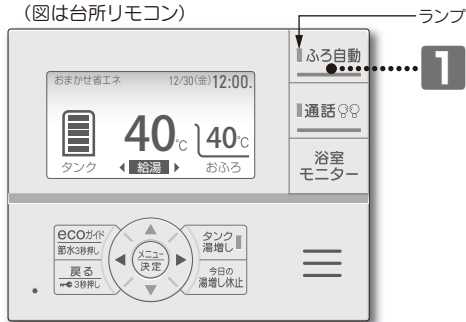 （図は台所リモコン）
ランプ
ふろ自動
1
おまかせ省エネ 12/30(金)12:00.
通話
40℃ 40℃
タンク 給湯 おふろ
浴室
モニター
ecoガイド
節水3秒押し
戻る
3秒押し
メニュー
決定
タンク
湯増し
今日の
湯増し休止